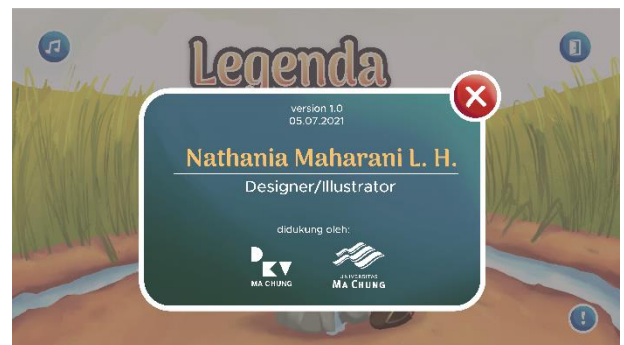 Legenda
version 1.0
05.07.2021
Nathania Maharani L. H.
Designer/Illustrator
didukung oleh:
DKV
MA CHUNG
UNIVERSITAS
MA CHUNG
!